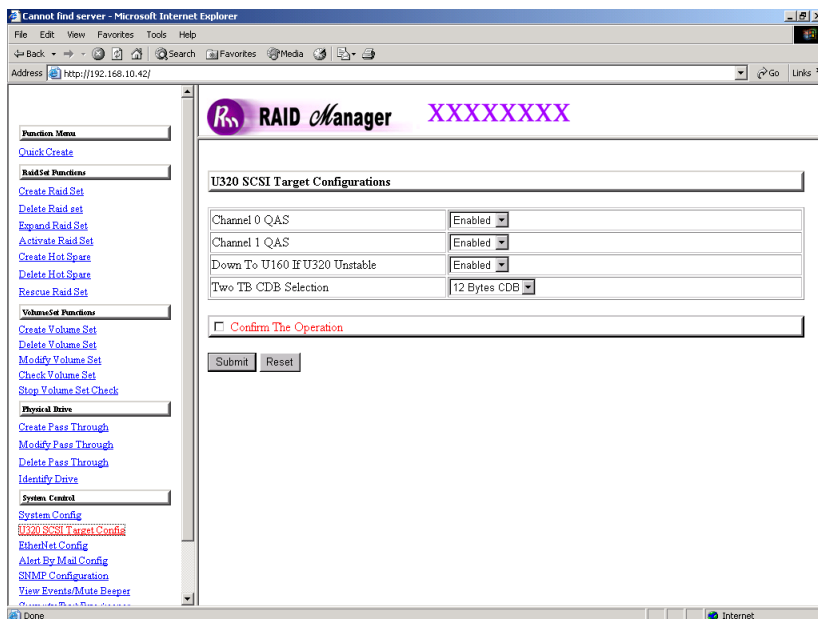 Cannot find server - Microsoft Internet Explorer
File Edit View Favorites Tools Help
Back Search Favorites Media
Address http://192.168.10.42/ Go Links
RAID Manager XXXXXXXX
Function Menu
Quick Create
RaidSet Functions
Create Raid Set
Delete Raid set
Expand Raid Set
Activate Raid Set
Create Hot Spare
Delete Hot Spare
Rescue Raid Set
VolumeSet Functions
Create Volume Set
Delete Volume Set
Modify Volume Set
Check Volume Set
Stop Volume Set Check
Physical Drive
Create Pass Through
Modify Pass Through
Delete Pass Through
Identify Drive
System Control
System Config
U320 SCSI Target Config
EtherNet Config
Alert By Mail Config
SNMP Configuration
View Events/Mute Beeper
U320 SCSI Target Configurations
Channel 0 QAS Enabled
Channel 1 QAS Enabled
Down To U160 If U320 Unstable Enabled
Two TB CDB Selection 12 Bytes CDB
Confirm The Operation
Submit Reset
Done Internet